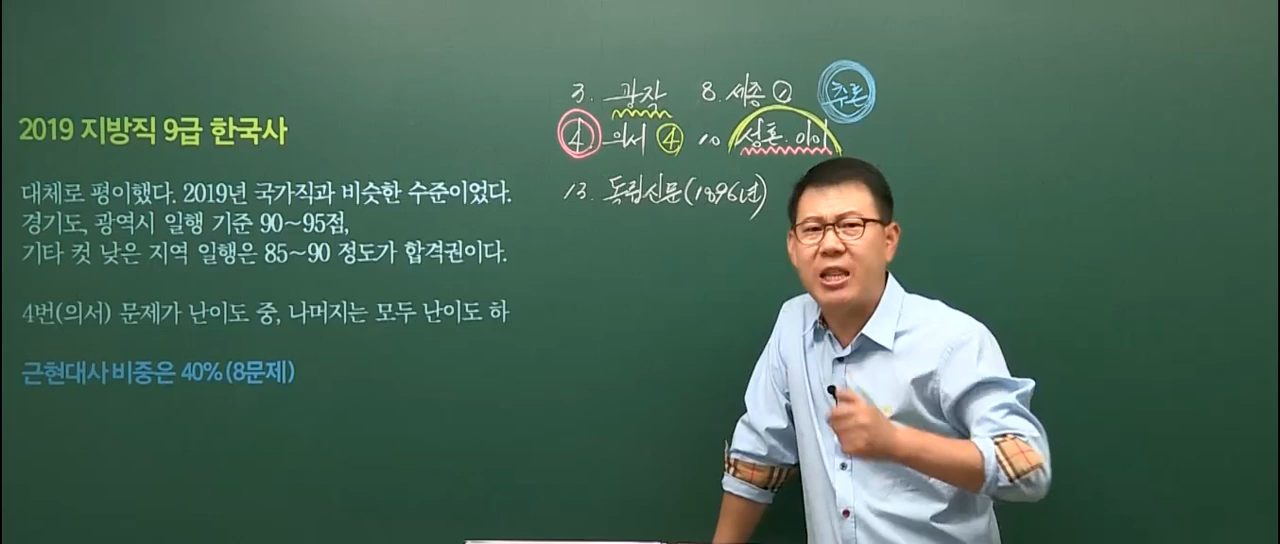 2019 지방직 9급 한국사
대체로 평이했다. 2019년 국가직과 비슷한 수준이었다.
경기도, 광역시 일행 기준 90~95점,
기타 컷 낮은 지역 일행은 85~90 정도가 합격권이다.
4번(의서) 문제가 난이도 중, 나머지는 모두 난이도 하
근현대사 비중은 40% (8문제)
3. 광작 8. 세종 추론
4. 의서 ④ 10 성혼. 이이
13. 독립신문(1896년)